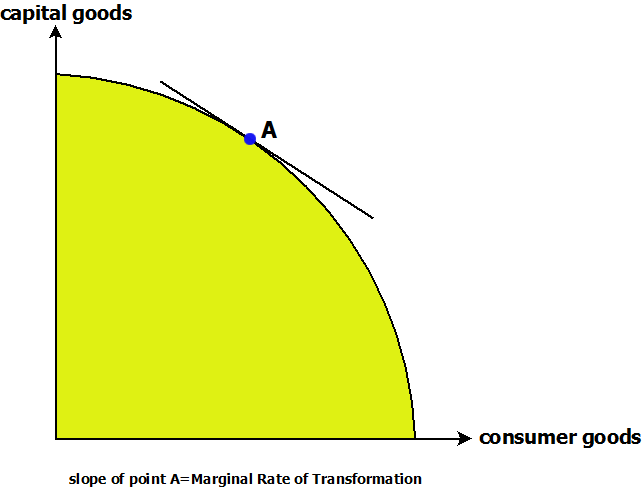 capital goods
A
consumer goods
slope of point A=Marginal Rate of Transformation